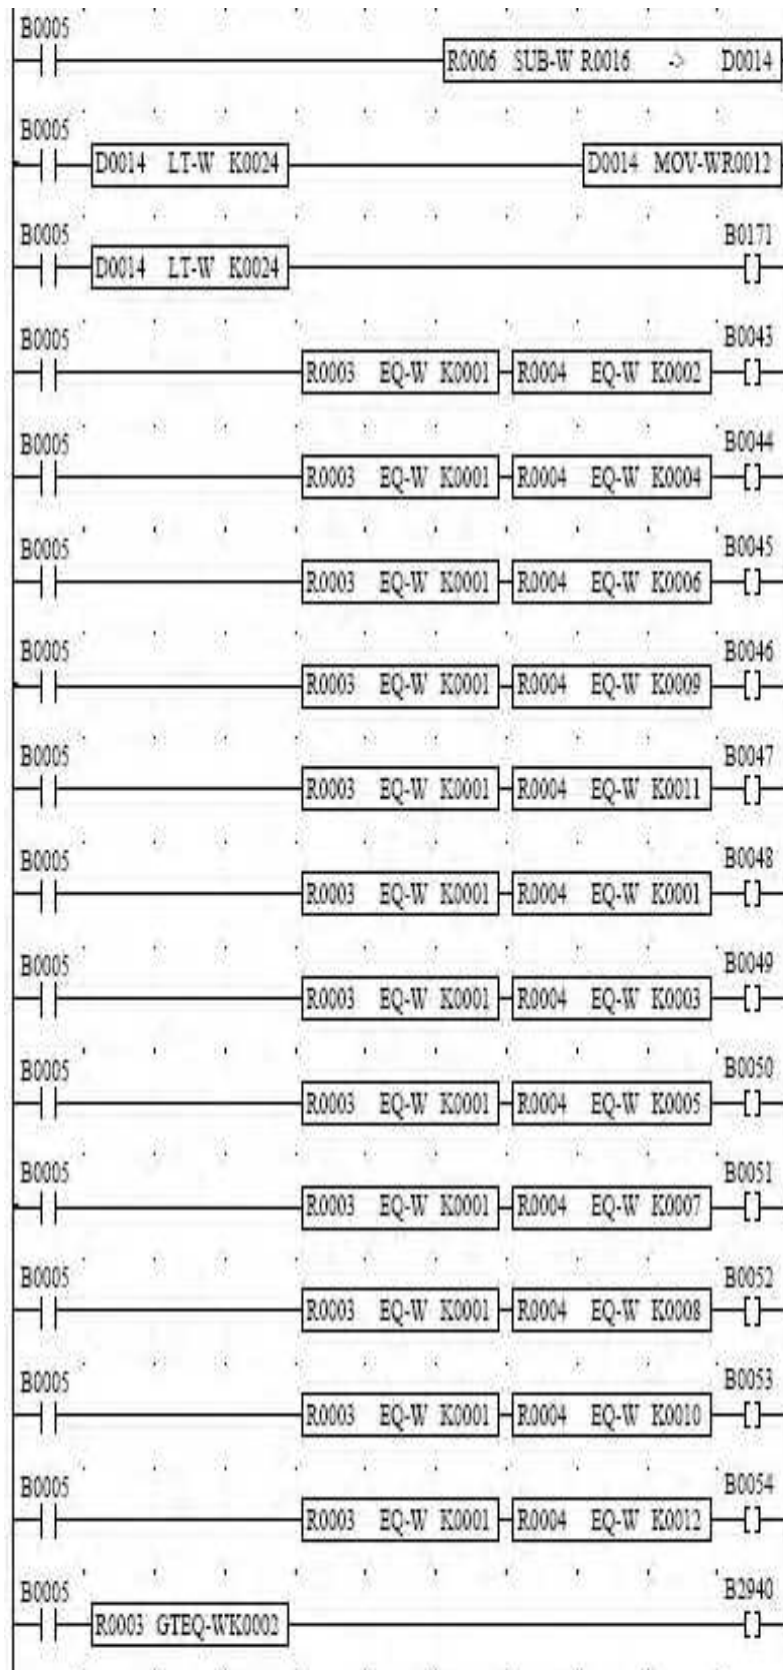 B0005
R0006 SUB-W R0016 -> D0014
B0005
D0014 LT-W K0024 D0014 MOV-WR0012
B0005 B0171
D0014 LT-W K0024
B0005 B0043
R0003 EQ-W K0001 R0004 EQ-W K0002
B0005 B0044
R0003 EQ-W K0001 R0004 EQ-W K0004
B0005 B0045
R0003 EQ-W K0001 R0004 EQ-W K0006
B0005 B0046
R0003 EQ-W K0001 R0004 EQ-W K0009
B0005 B0047
R0003 EQ-W K0001 R0004 EQ-W K0011
B0005 B0048
R0003 EQ-W K0001 R0004 EQ-W K0001
B0005 B0049
R0003 EQ-W K0001 R0004 EQ-W K0003
B0005 B0050
R0003 EQ-W K0001 R0004 EQ-W K0005
B0005 B0051
R0003 EQ-W K0001 R0004 EQ-W K0007
B0005 B0052
R0003 EQ-W K0001 R0004 EQ-W K0008
B0005 B0053
R0003 EQ-W K0001 R0004 EQ-W K0010
B0005 B0054
R0003 EQ-W K0001 R0004 EQ-W K0012
B0005 B2940
R0003 GTEQ-WK0002